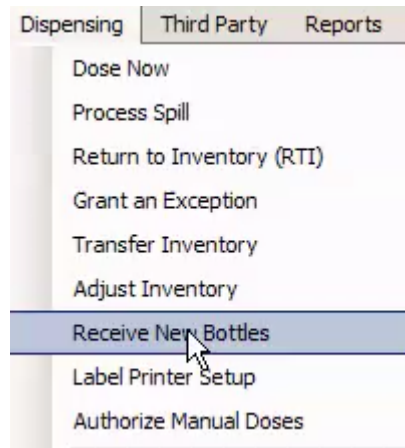 Dispensing Third Party Reports
Dose Now
Process Spill
Return to Inventory (RTI)
Grant an Exception
Transfer Inventory
Adjust Inventory
Receive New Bottles
Label Printer Setup
Authorize Manual Doses